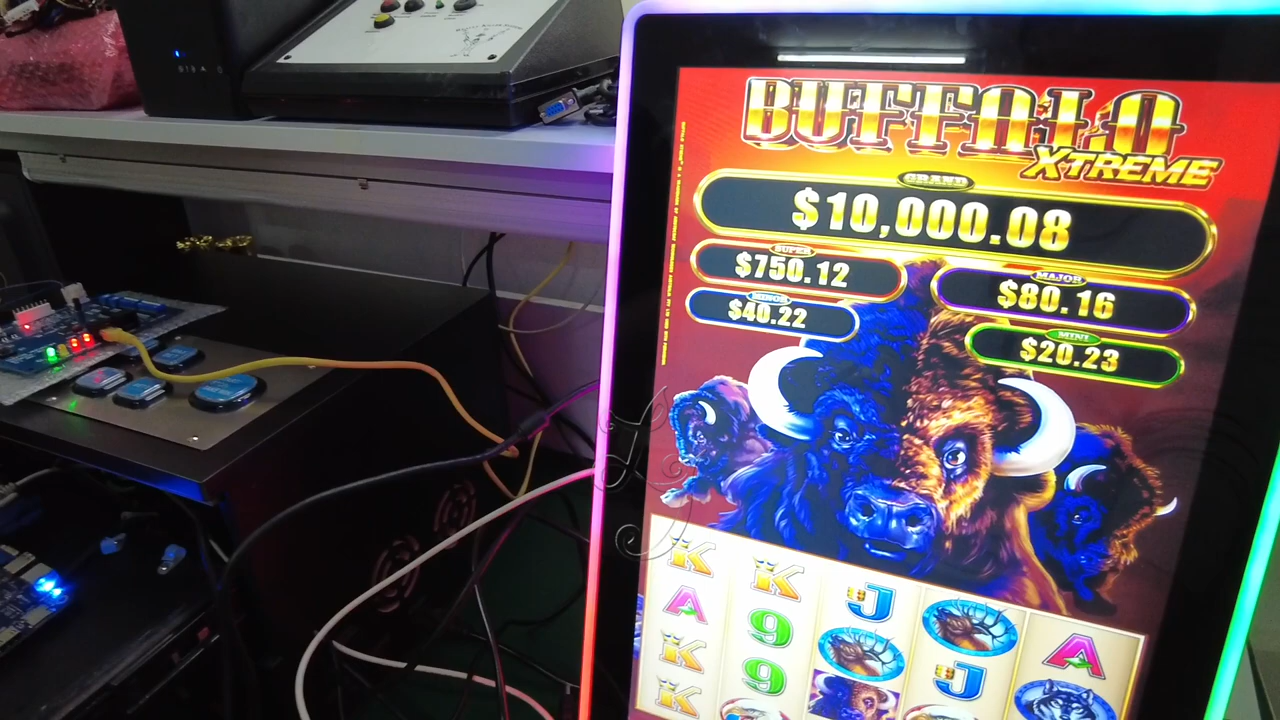 BUFFALO
X-TREME
GRAND
$10,000.08
SUPER
$750.12
MAJOR
$80.16
MINOR
$40.22
MINI
$20.23
K
K
J
A
9
A
K
9
J
K